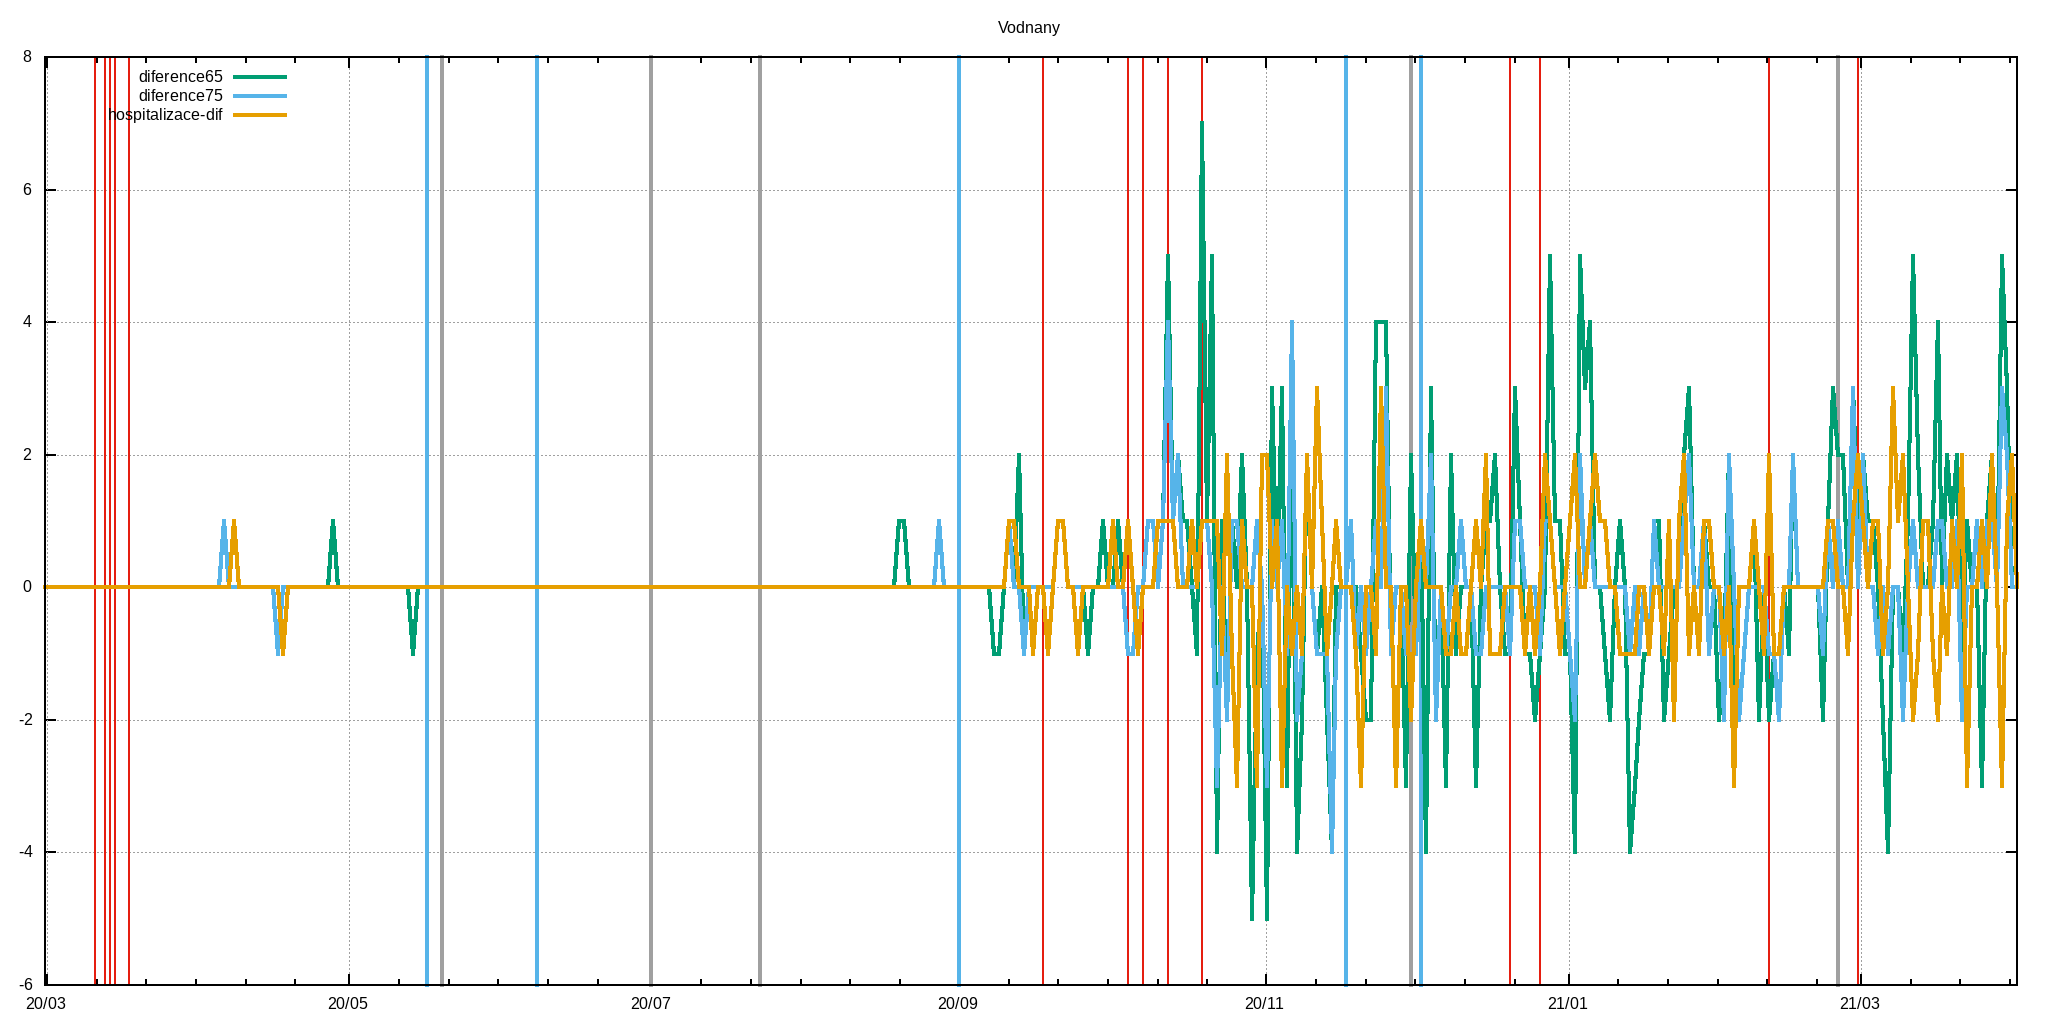 Vodnany
diference65
diference75
hospitalizace-dif
8
6
4
2
0
-2
-4
-6
20/03 20/05 20/07 20/09 20/11 21/01 21/03